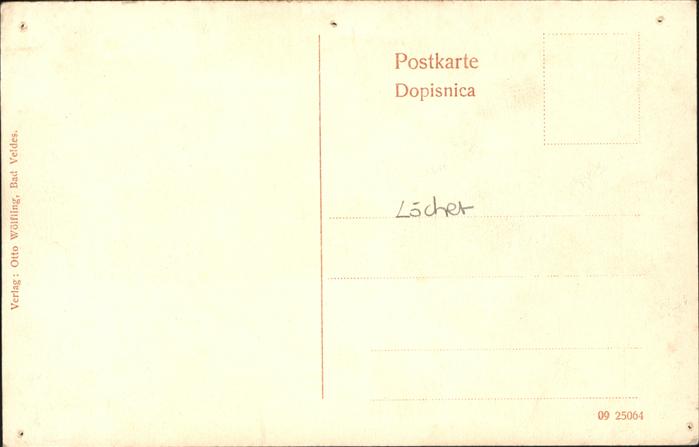 Postkarte
Dopisnica
Löcher
Verlag: Otto Wölfling, Bad Veldes.
09 25064